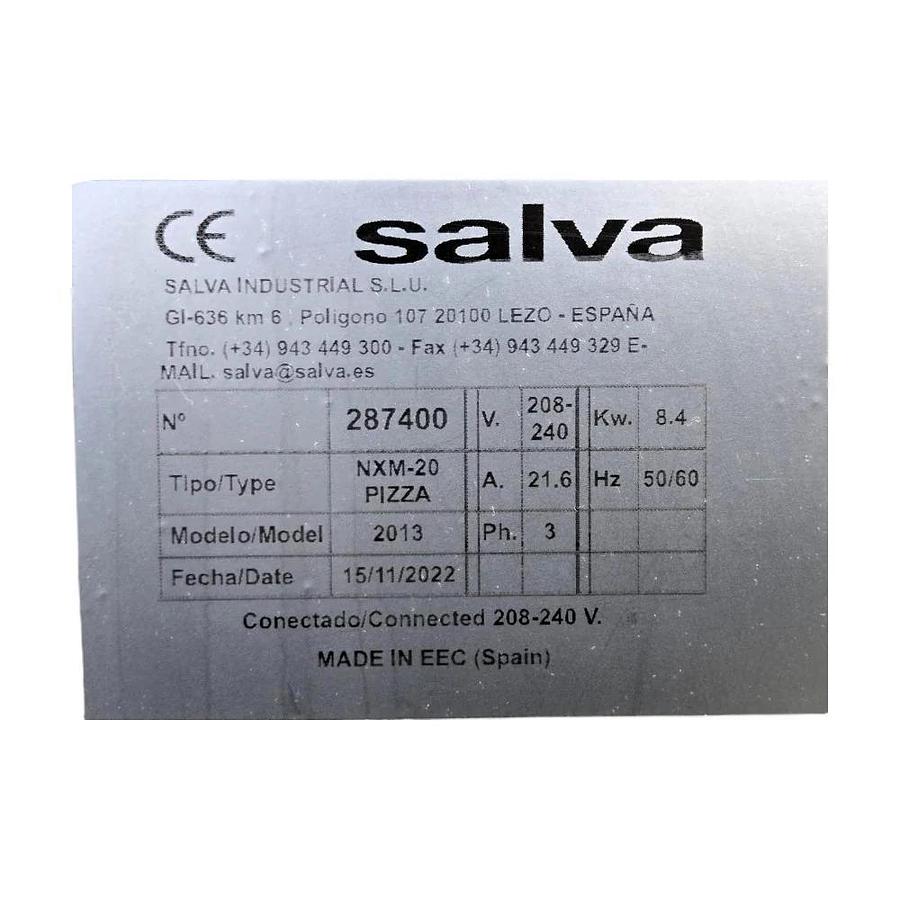 CE salva
SALVA INDUSTRIAL S.L.U.
GI-636 km 6 , Poligono 107 20100 LEZO - ESPAÑA
Tfno. (+34) 943 449 300 - Fax (+34) 943 449 329 E-
MAIL. salva@salva.es
Nº 287400 V. 208-240 Kw. 8.4
Tipo/Type NXM-20 PIZZA A. 21.6 Hz 50/60
Modelo/Model 2013 Ph. 3
Fecha/Date 15/11/2022
Conectado/Connected 208-240 V.
MADE IN EEC (Spain)